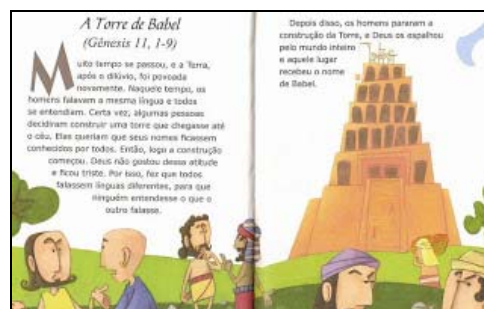 A Torre de Babel
(Gênesis 11, 1-9)
Muito tempo se passou, e a Terra,
após o dilúvio, foi povoada
novamente. Naquele tempo, os
homens falavam a mesma língua e todos
se entendiam. Certa vez, algumas pessoas
decidiram construir uma torre que chegasse até
o céu. Elas queriam que seus nomes ficassem
conhecidos por todos. Então, logo a construção
começou. Deus não gostou dessa atitude
e ficou triste. Por isso, fez que todos
falassem línguas diferentes, para que
ninguém entendesse o que o
outro falasse.
Depois disso, os homens pararam a
construção da Torre, e Deus os espalhou
pelo mundo inteiro
e aquele lugar
recebeu o nome
de Babel.